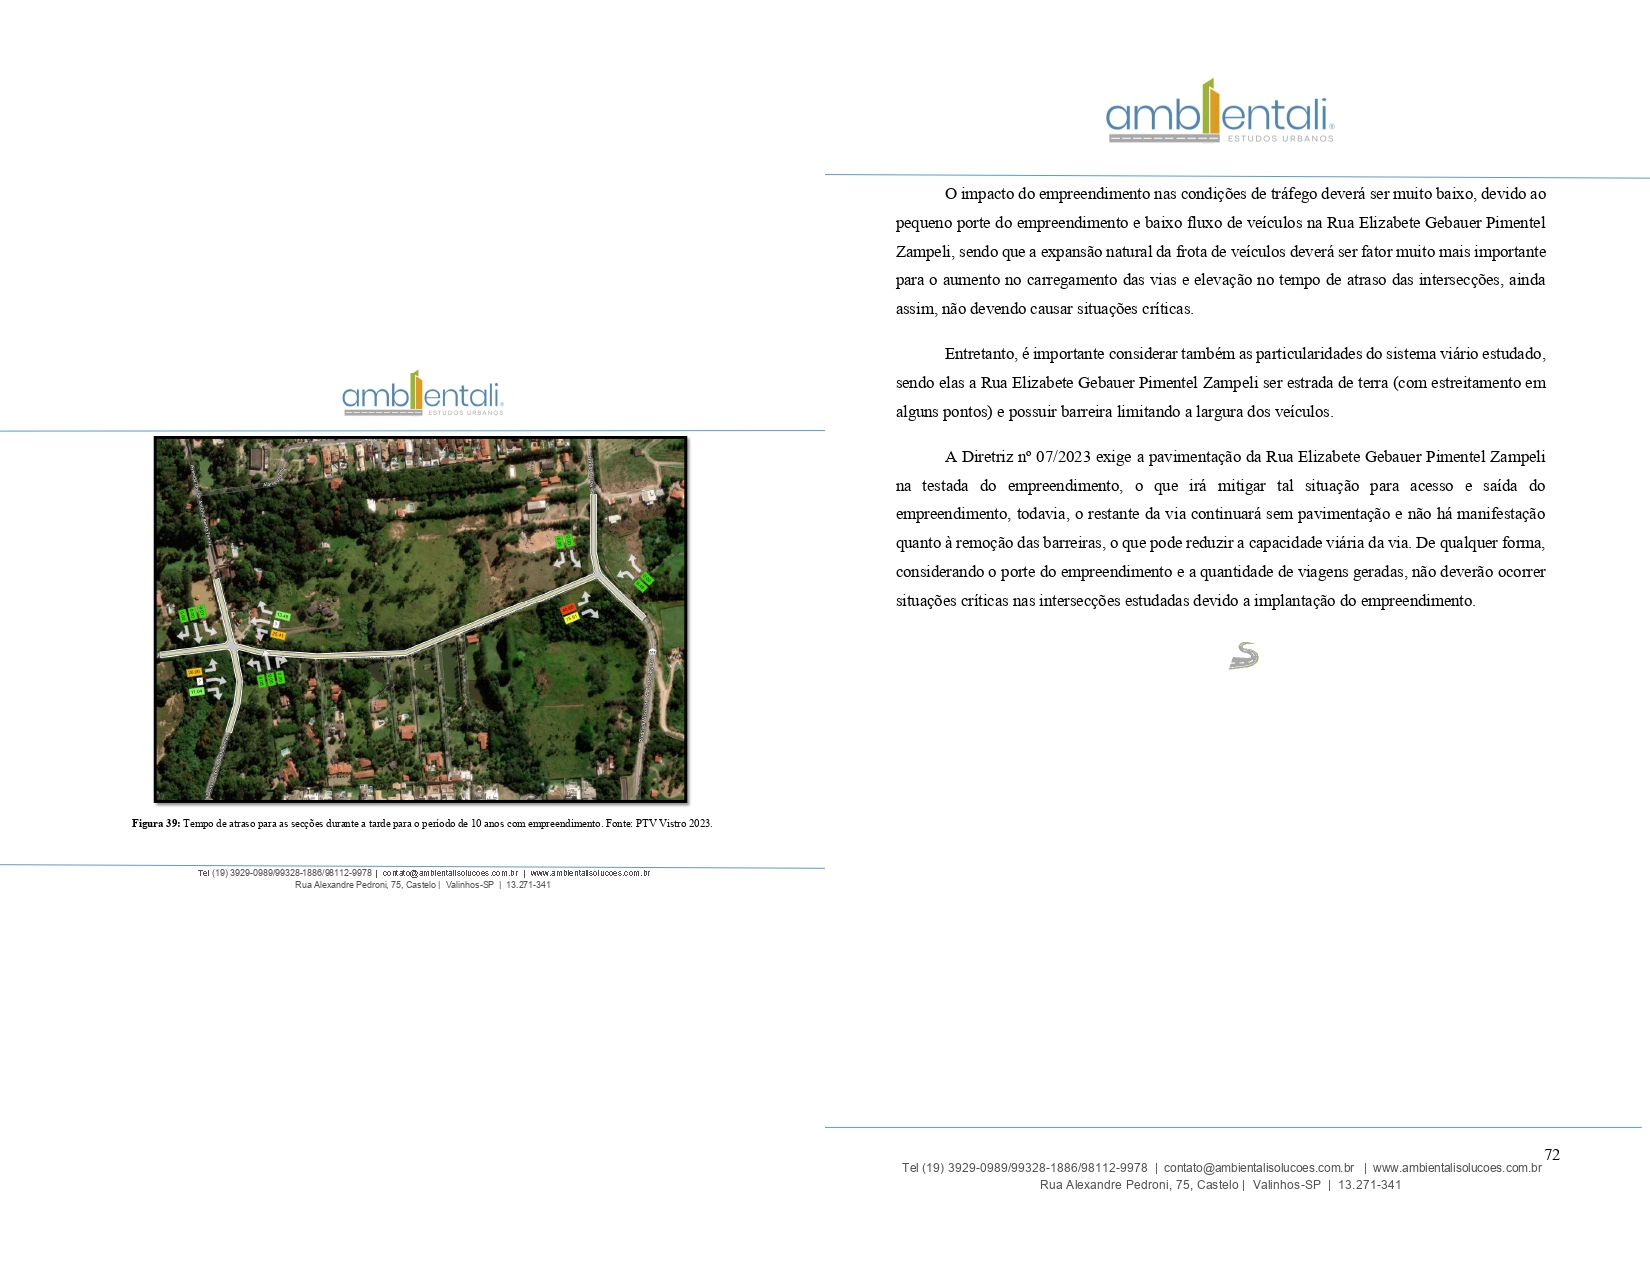 ambientali®
ESTUDOS URBANOS
Figura 39: Tempo de atraso para as secções durante a tarde para o período de 10 anos com empreendimento. Fonte: PTV Vistro 2023.
Tel (19) 3929-0989/99328-1886/98112-9978 | contato@ambientalisolucoes.com.br | www.ambientalisolucoes.com.br
Rua Alexandre Pedroni, 75, Castelo | Valinhos-SP | 13.271-341
ambientali®
ESTUDOS URBANOS
O impacto do empreendimento nas condições de tráfego deverá ser muito baixo, devido ao
pequeno porte do empreendimento e baixo fluxo de veículos na Rua Elizabete Gebauer Pimentel
Zampeli, sendo que a expansão natural da frota de veículos deverá ser fator muito mais importante
para o aumento no carregamento das vias e elevação no tempo de atraso das intersecções, ainda
assim, não devendo causar situações críticas.
Entretanto, é importante considerar também as particularidades do sistema viário estudado,
sendo elas a Rua Elizabete Gebauer Pimentel Zampeli ser estrada de terra (com estreitamento em
alguns pontos) e possuir barreira limitando a largura dos veículos.
A Diretriz nº 07/2023 exige a pavimentação da Rua Elizabete Gebauer Pimentel Zampeli
na testada do empreendimento, o que irá mitigar tal situação para acesso e saída do
empreendimento, todavia, o restante da via continuará sem pavimentação e não há manifestação
quanto à remoção das barreiras, o que pode reduzir a capacidade viária da via. De qualquer forma,
considerando o porte do empreendimento e a quantidade de viagens geradas, não deverão ocorrer
situações críticas nas intersecções estudadas devido a implantação do empreendimento.
72
Tel (19) 3929-0989/99328-1886/98112-9978 | contato@ambientalisolucoes.com.br | www.ambientalisolucoes.com.br
Rua Alexandre Pedroni, 75, Castelo | Valinhos-SP | 13.271-341